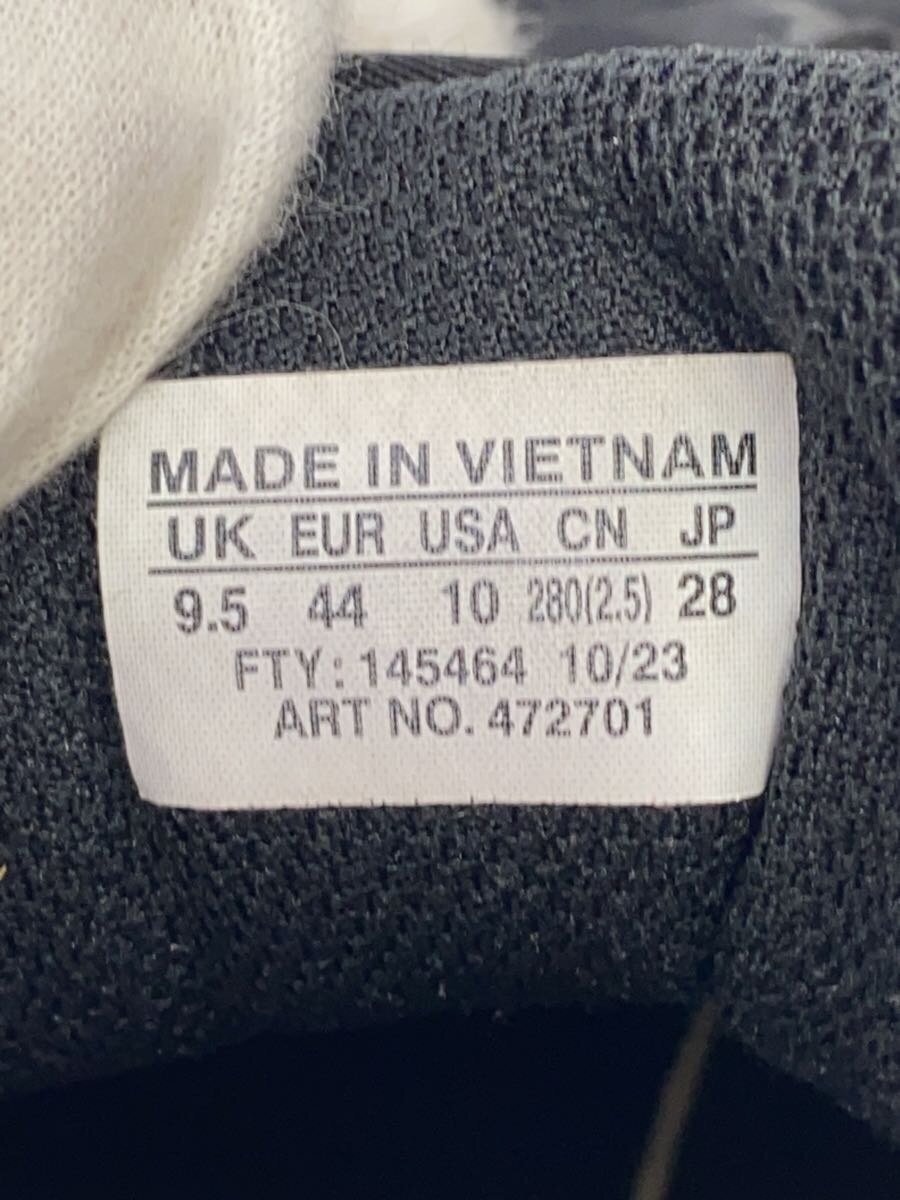 MADE IN VIETNAM
UK EUR USA CN JP
9.5 44 10 280(2.5) 28
FTY: 145464 10/23
ART NO. 472701